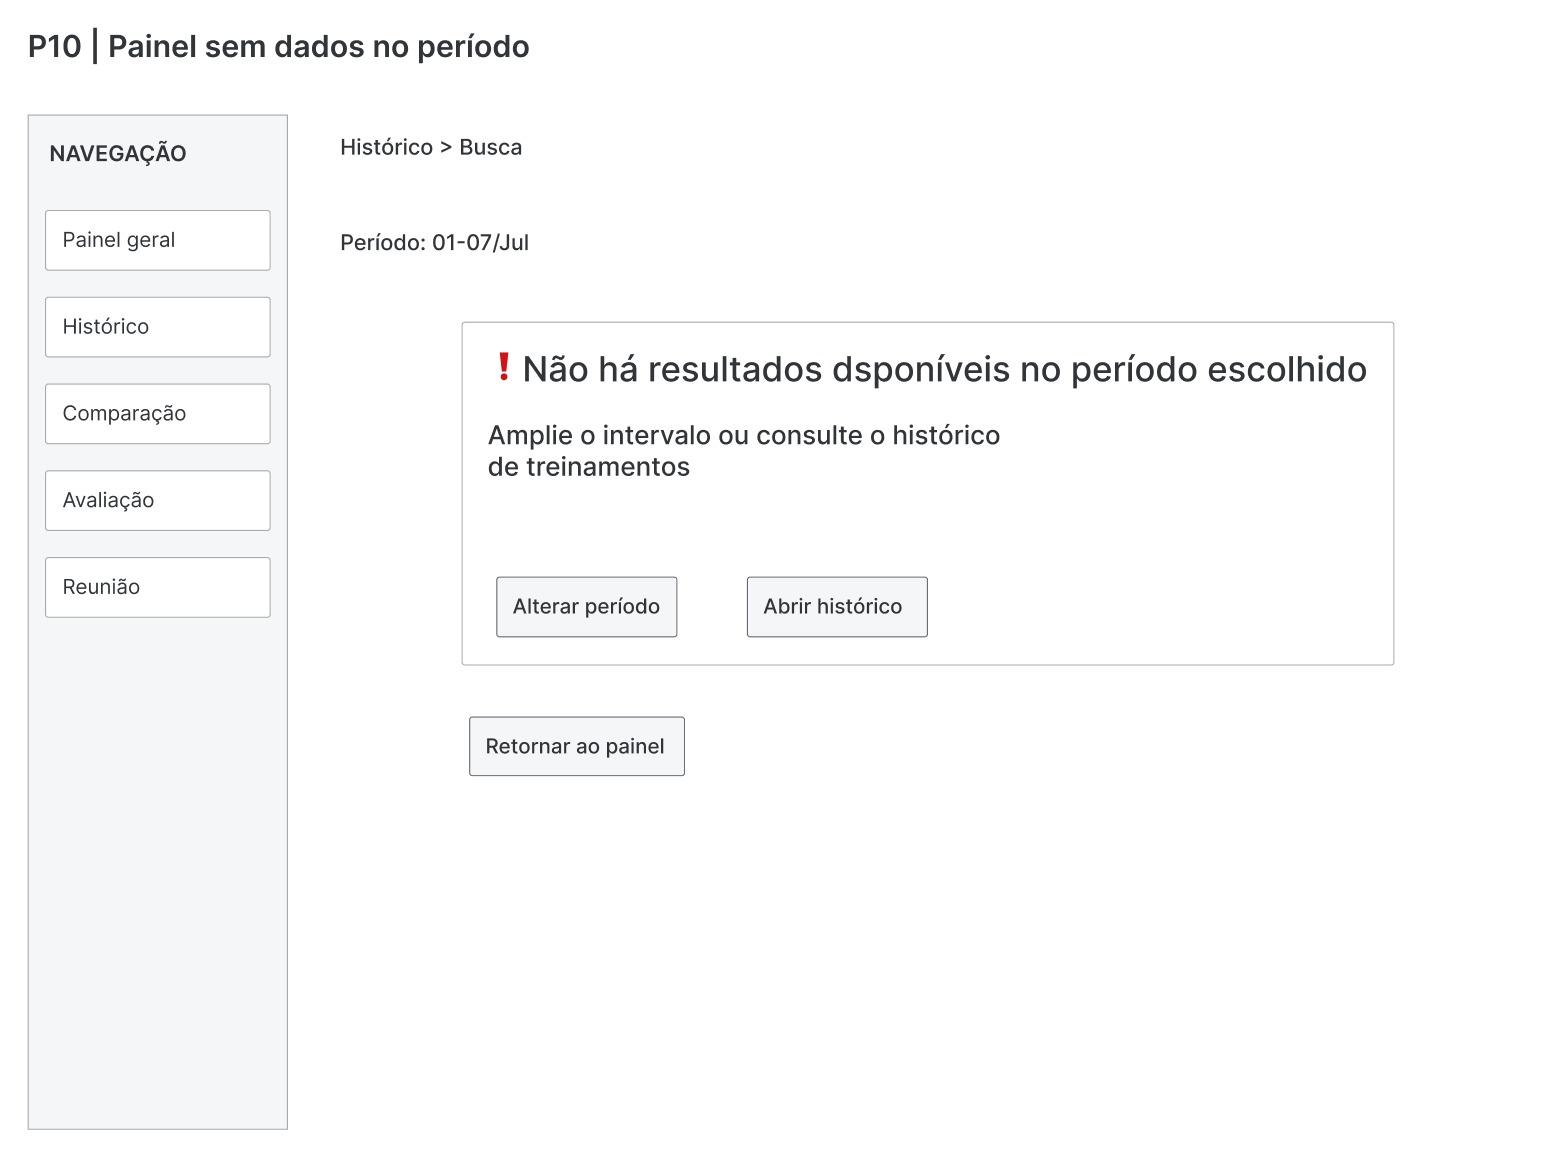 P10 | Painel sem dados no período
NAVEGAÇÃO
Painel geral
Histórico
Comparação
Avaliação
Reunião
Histórico > Busca
Período: 01-07/Jul
! Não há resultados dsponíveis no período escolhido
Amplie o intervalo ou consulte o histórico
de treinamentos
Alterar período
Abrir histórico
Retornar ao painel